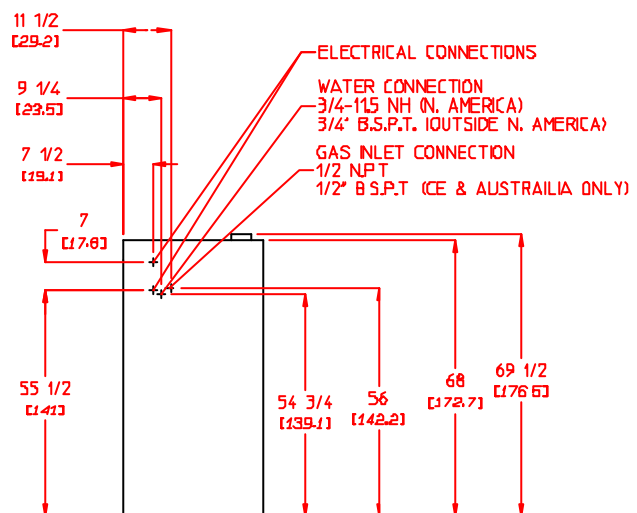 11 1/2
[29.2]
9 1/4
[23.5]
7 1/2
[19.1]
7
[17.8]
ELECTRICAL CONNECTIONS
WATER CONNECTION
3/4-11.5 NH (N. AMERICA)
3/4" B.S.P.T. (OUTSIDE N. AMERICA)
GAS INLET CONNECTION
1/2 N.P.T
1/2" B.S.P.T (CE & AUSTRAILIA ONLY)
55 1/2
[141]
54 3/4
[139.1]
56
[142.2]
68
[172.7]
69 1/2
[176.5]